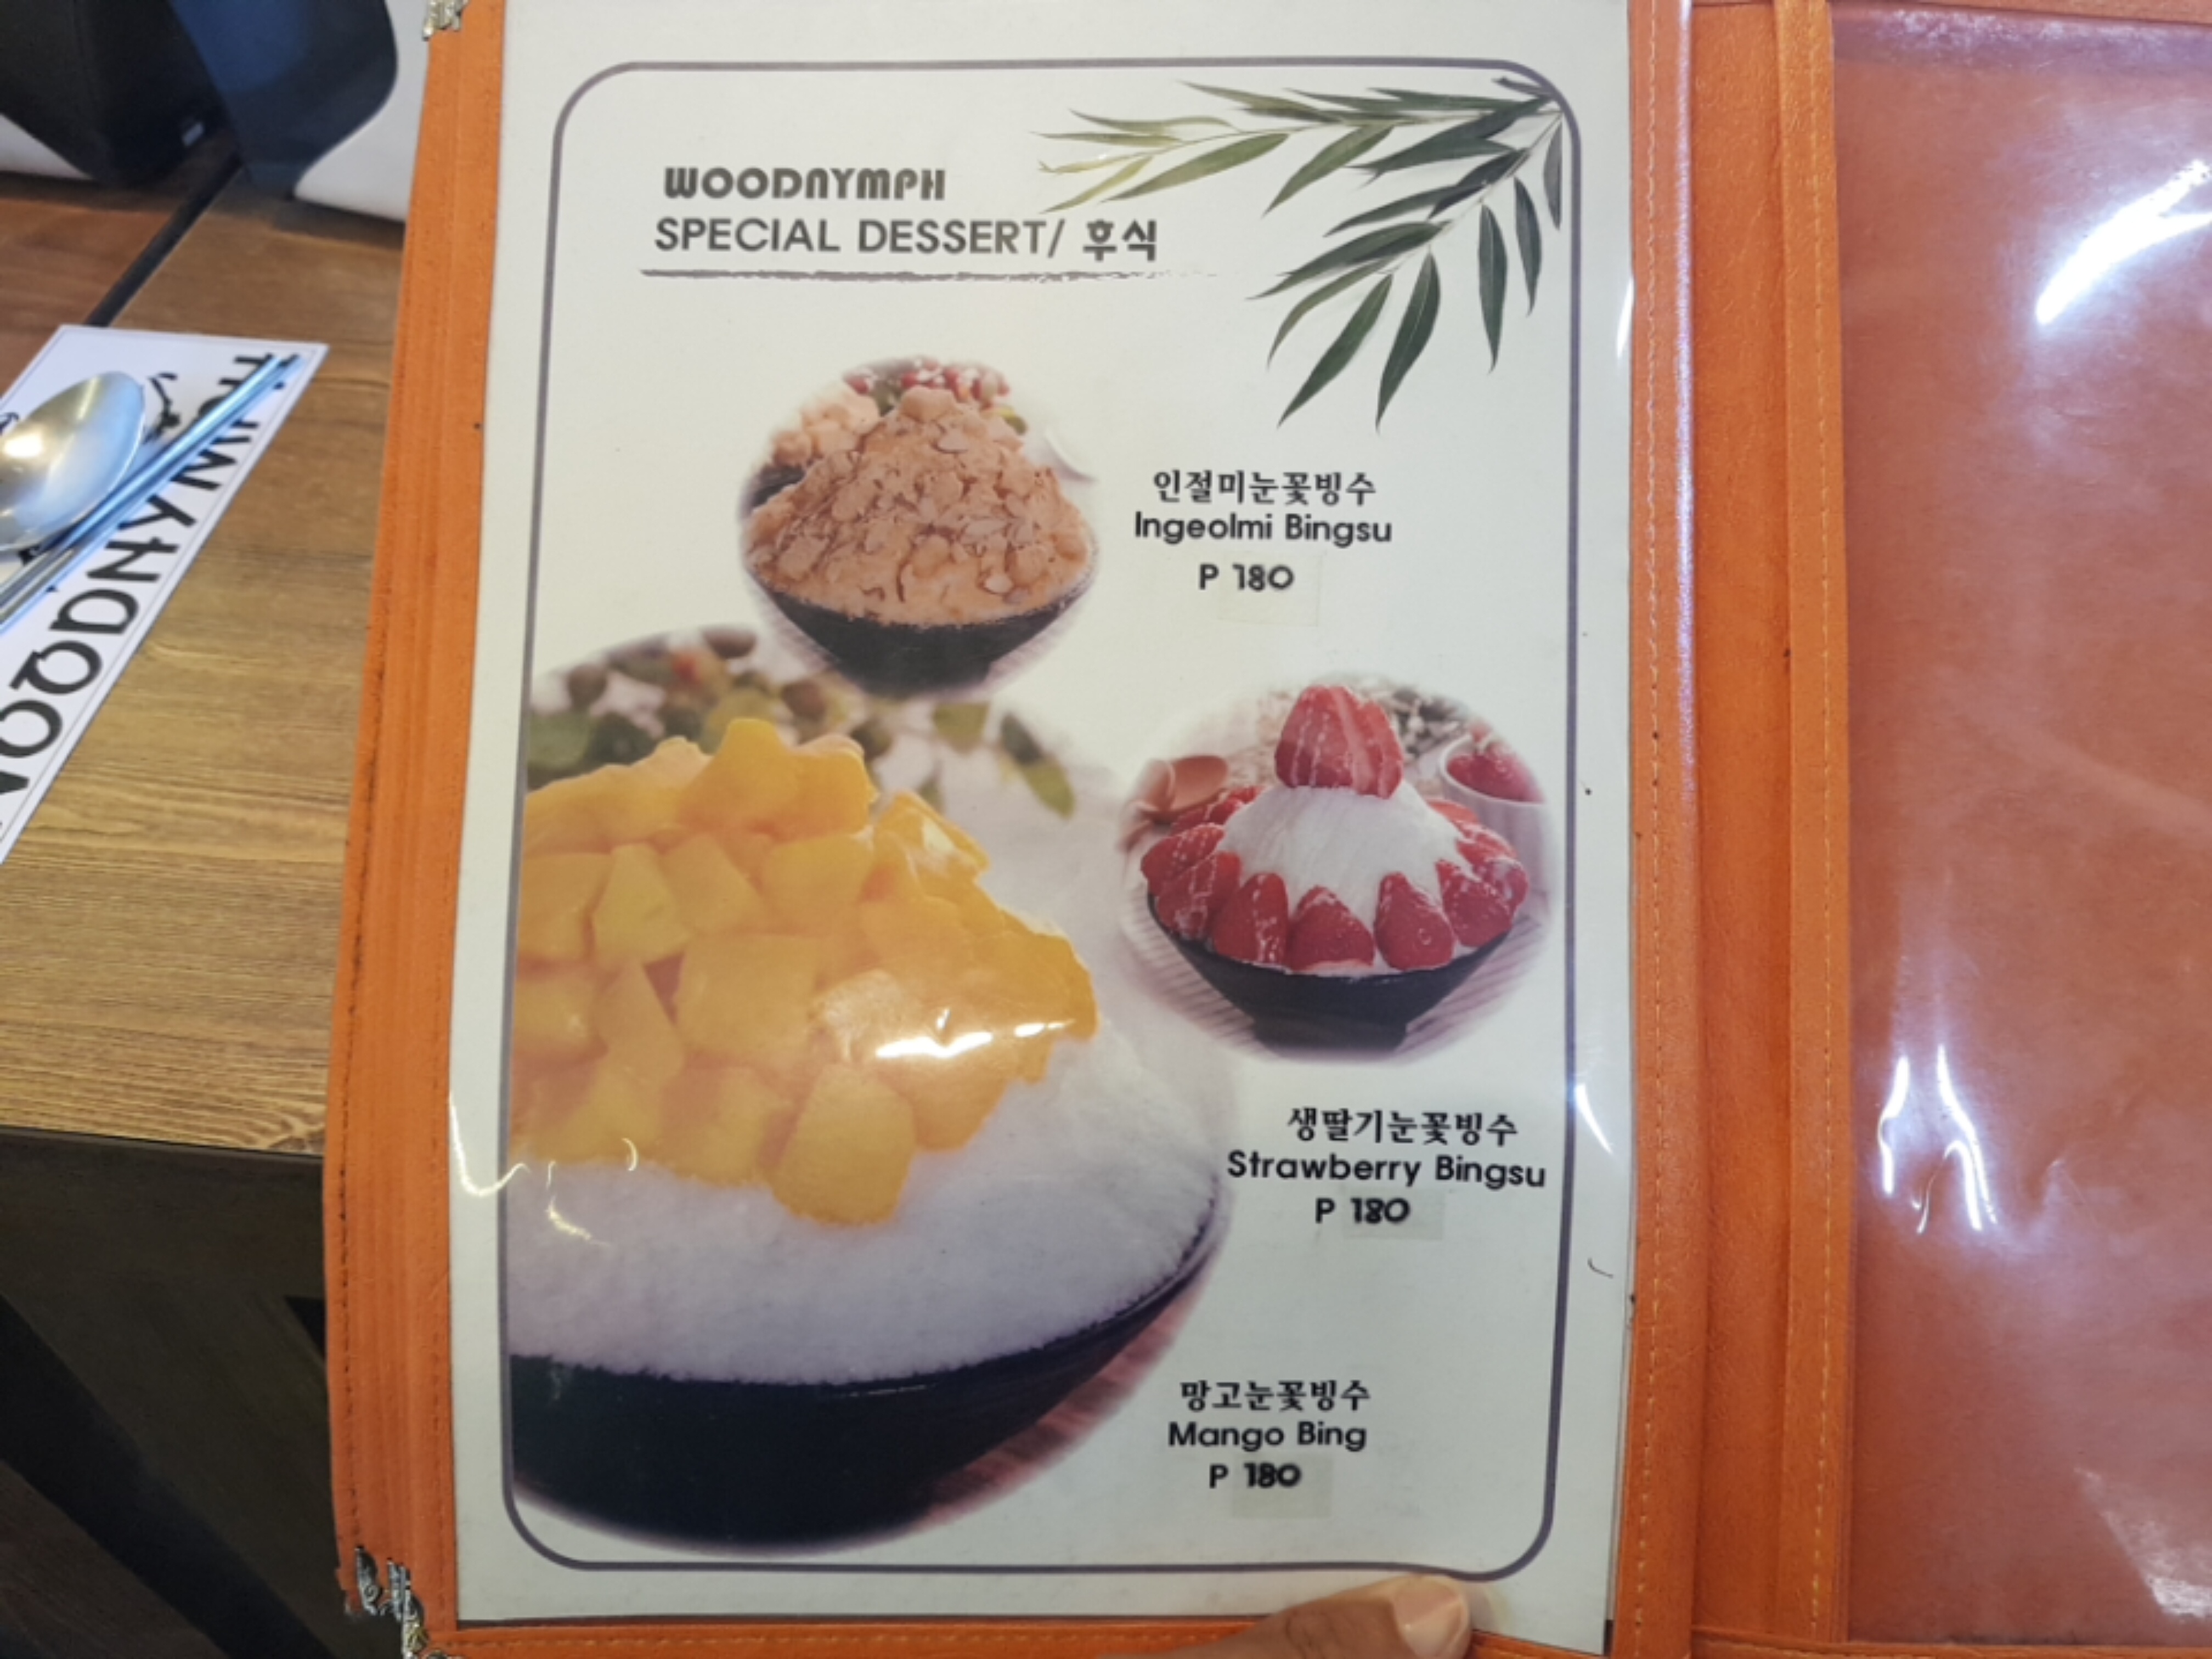 WOODNYMPH
SPECIAL DESSERT/ 후식
인절미눈꽃빙수
Ingeolmi Bingsu
P 180
생딸기눈꽃빙수
Strawberry Bingsu
P 180
망고눈꽃빙수
Mango Bing
P 180
WOODNYMPH